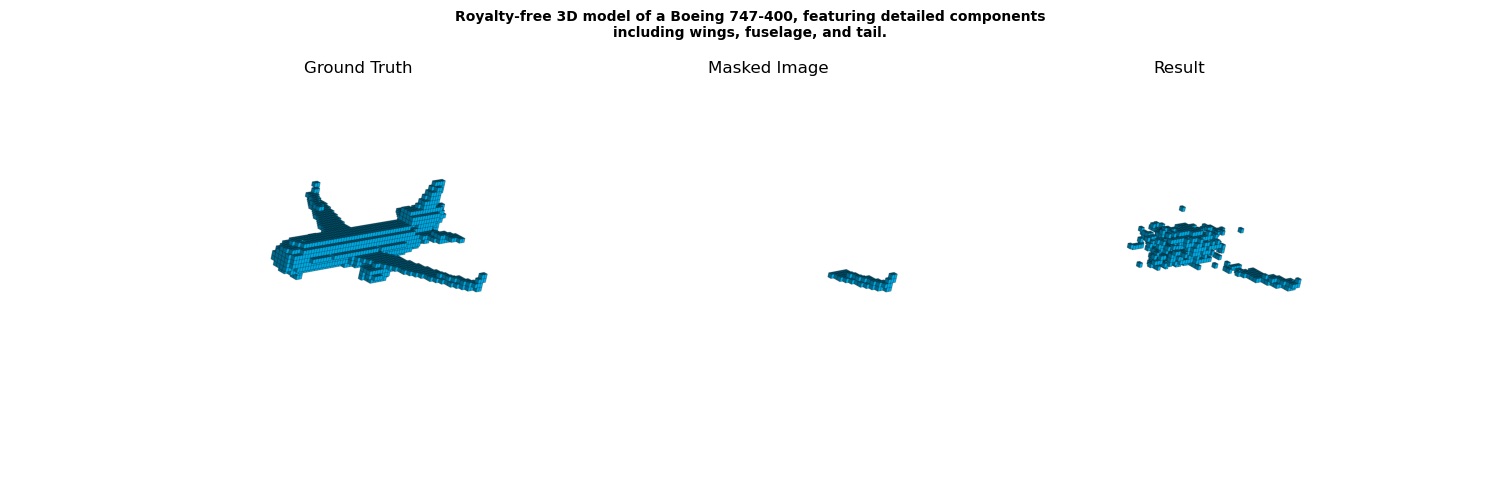 Royalty-free 3D model of a Boeing 747-400, featuring detailed components
including wings, fuselage, and tail.
Ground Truth
Masked Image
Result